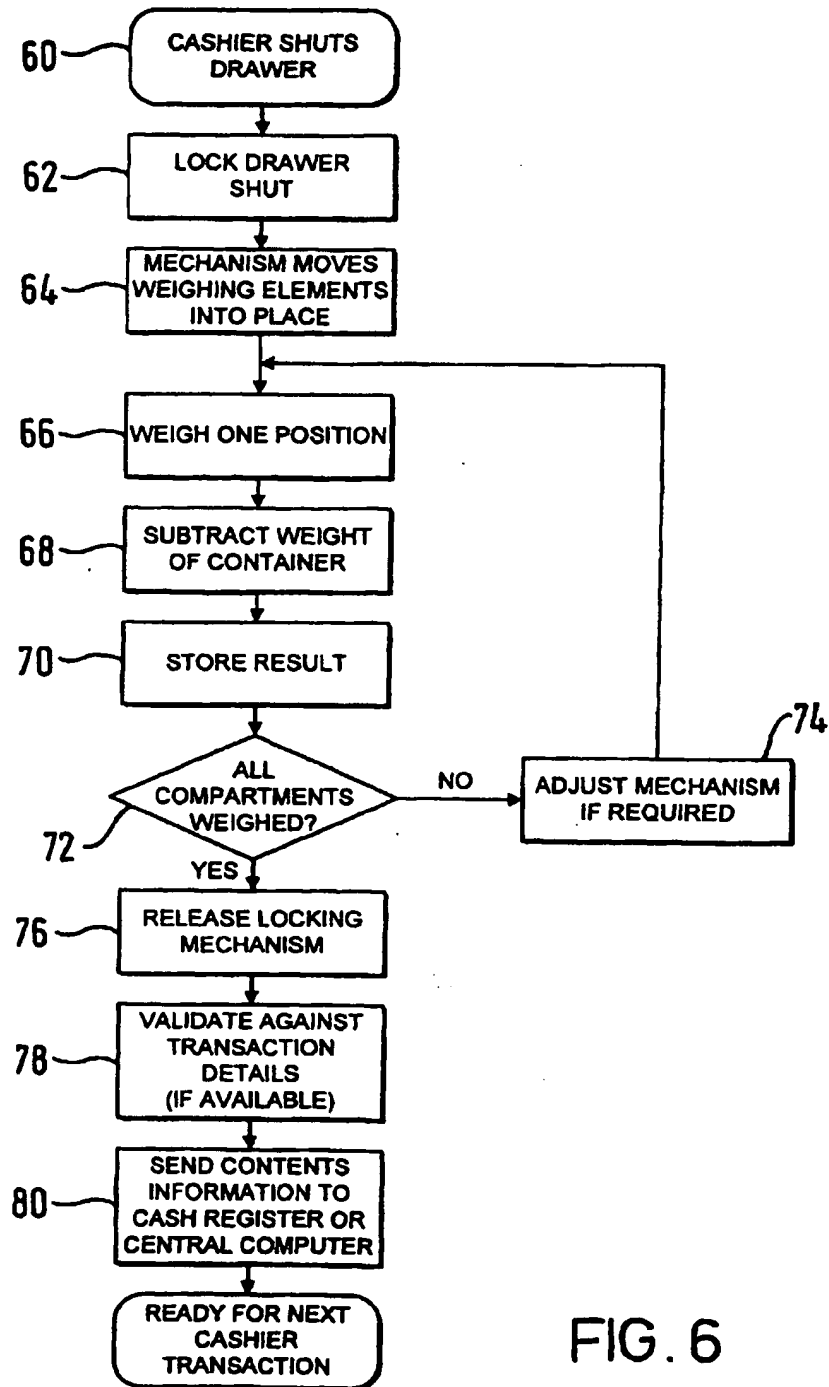 60
CASHIER SHUTS
DRAWER
62
LOCK DRAWER
SHUT
64
MECHANISM MOVES
WEIGHING ELEMENTS
INTO PLACE
66
WEIGH ONE POSITION
68
SUBTRACT WEIGHT
OF CONTAINER
70
STORE RESULT
72
ALL
COMPARTMENTS
WEIGHED?
NO
74
ADJUST MECHANISM
IF REQUIRED
YES
76
RELEASE LOCKING
MECHANISM
78
VALIDATE AGAINST
TRANSACTION
DETAILS
(IF AVAILABLE)
80
SEND CONTENTS
INFORMATION TO
CASH REGISTER OR
CENTRAL COMPUTER
READY FOR NEXT
CASHIER
TRANSACTION
FIG. 6